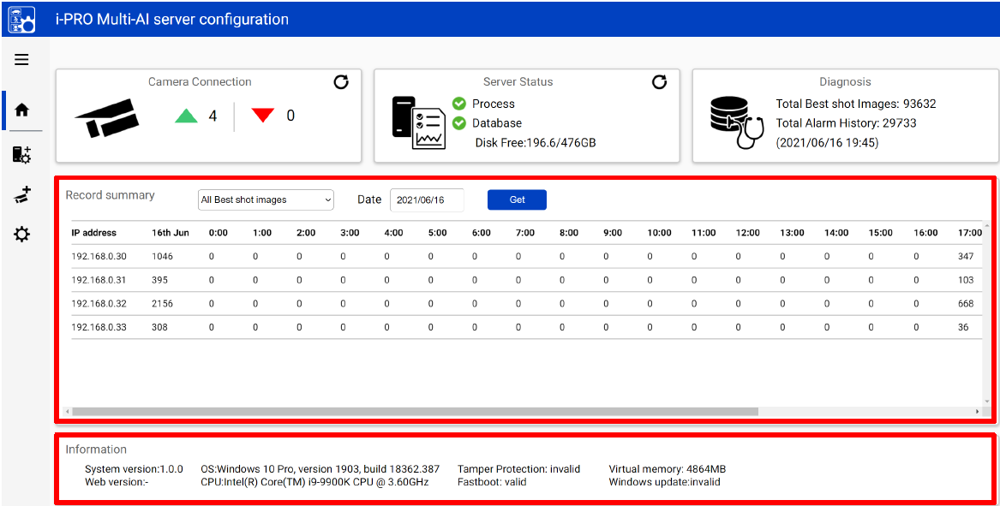 i-PRO Multi-AI server configuration
Camera Connection
4 0
Server Status
Process
Database
Disk Free:196.6/476GB
Diagnosis
Total Best shot Images: 93632
Total Alarm History: 29733
(2021/06/16 19:45)
Record summary All Best shot images Date 2021/06/16 Get
IP address 16th Jun 0:00 1:00 2:00 3:00 4:00 5:00 6:00 7:00 8:00 9:00 10:00 11:00 12:00 13:00 14:00 15:00 16:00 17:00
192.168.0.30 1046 0 0 0 0 0 0 0 0 0 0 0 0 0 0 0 0 0 347
192.168.0.31 395 0 0 0 0 0 0 0 0 0 0 0 0 0 0 0 0 0 103
192.168.0.32 2156 0 0 0 0 0 0 0 0 0 0 0 0 0 0 0 0 0 668
192.168.0.33 308 0 0 0 0 0 0 0 0 0 0 0 0 0 0 0 0 0 36
Information
System version:1.0.0 OS:Windows 10 Pro, version 1903, build 18362.387 Tamper Protection: invalid Virtual memory: 4864MB
Web version:- CPU:Intel(R) Core(TM) i9-9900K CPU @ 3.60GHz Fastboot: valid Windows update:invalid